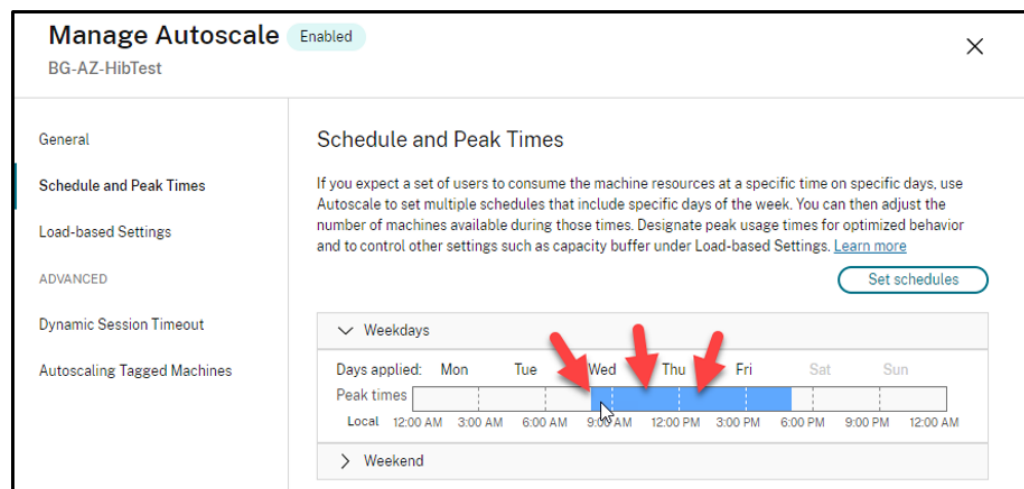 Manage Autoscale Enabled
BG-AZ-HibTest
General
Schedule and Peak Times
Load-based Settings
ADVANCED
Dynamic Session Timeout
Autoscaling Tagged Machines
Schedule and Peak Times
If you expect a set of users to consume the machine resources at a specific time on specific days, use
Autoscale to set multiple schedules that include specific days of the week. You can then adjust the
number of machines available during those times. Designate peak usage times for optimized behavior
and to control other settings such as capacity buffer under Load-based Settings. Learn more
Set schedules
Weekdays
Days applied: Mon Tue Wed Thu Fri Sat Sun
Peak times
Local 12:00 AM 3:00 AM 6:00 AM 9:00 AM 12:00 PM 3:00 PM 6:00 PM 9:00 PM 12:00 AM
Weekend